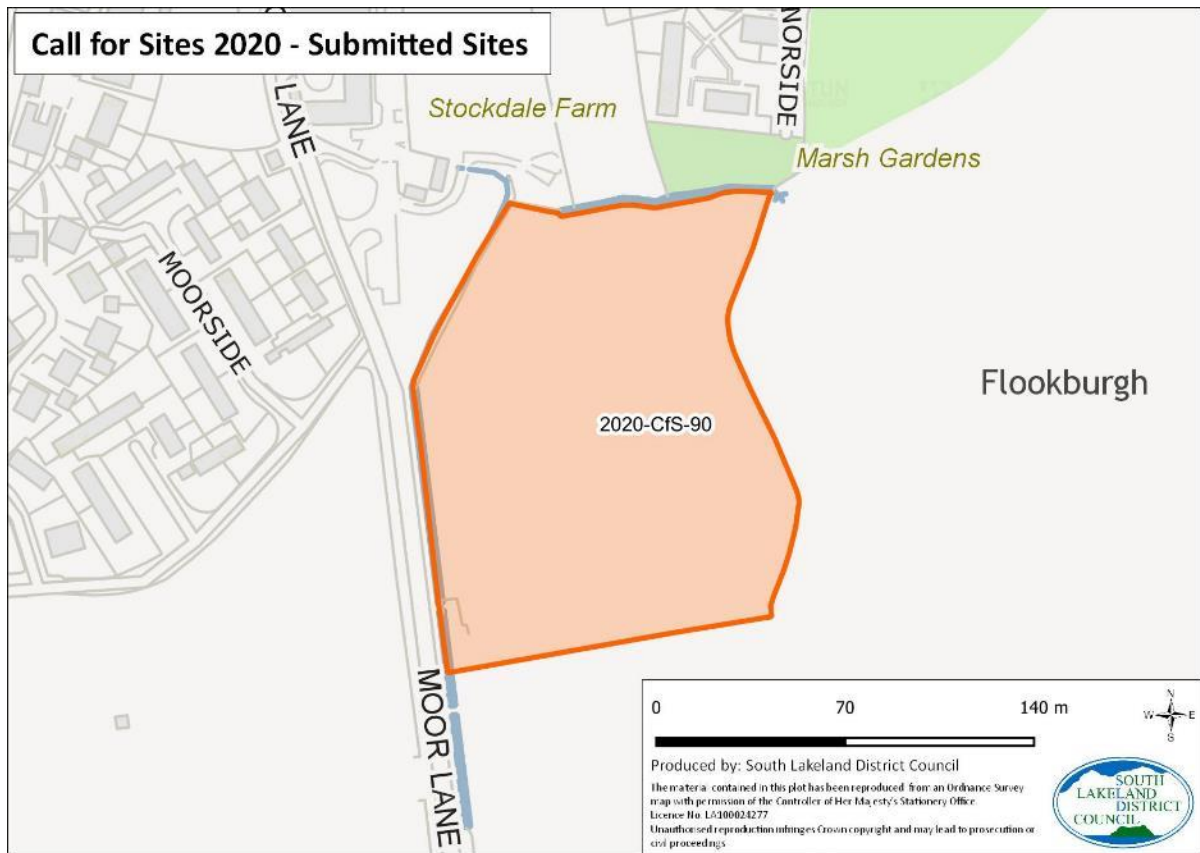 Call for Sites 2020 - Submitted Sites
LANE
Stockdale Farm
NORSIDE
Marsh Gardens
MOORSIDE
Flookburgh
2020-CfS-90
MOOR LANE
0 70 140 m
N
W E
S
Produced by: South Lakeland District Council
The material contained in this plot has been reproduced from an Ordnance Survey
map with permission of the Controller of Her Majesty's Stationery Office.
Licence No. LA100024277
Unauthorised reproduction infringes Crown copyright and may lead to prosecution or
civil proceedings
SOUTH
LAKELAND
DISTRICT
COUNCIL